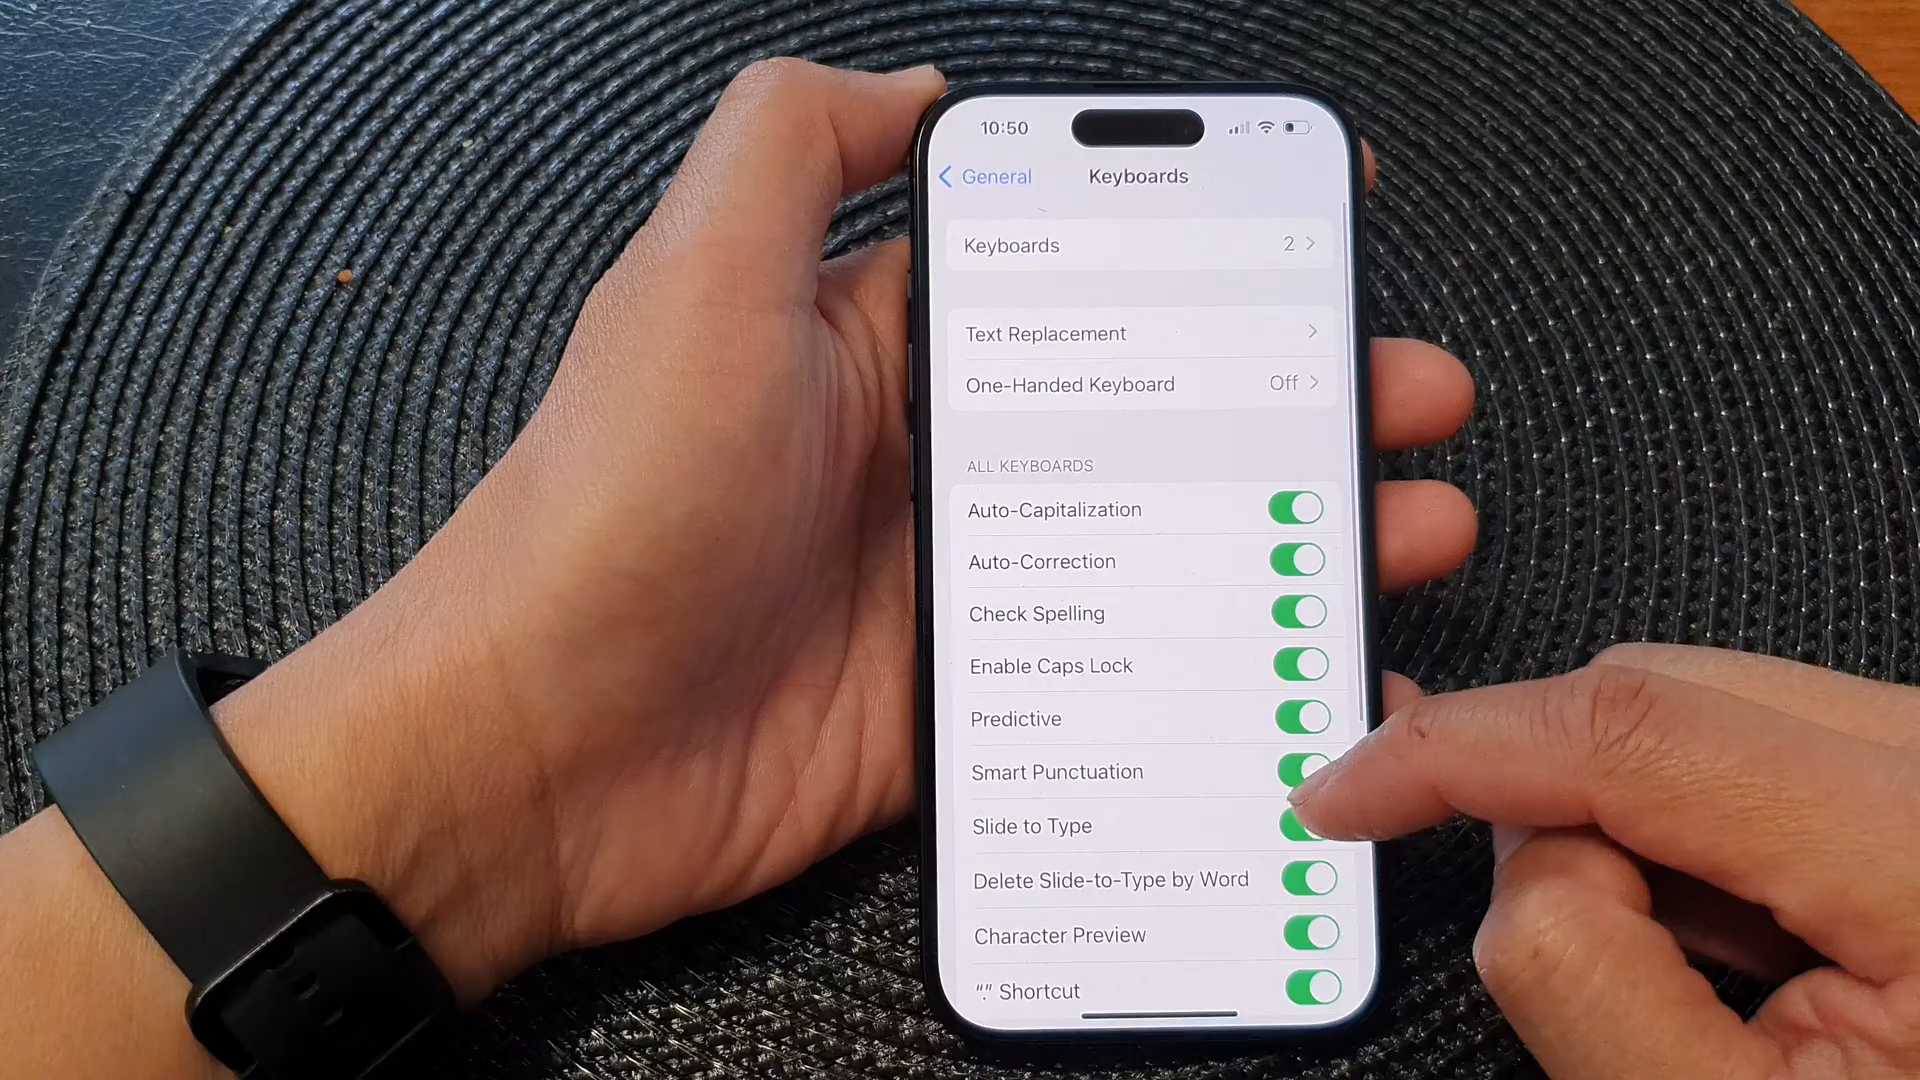 10:50
General
Keyboards
Keyboards 2
Text Replacement
One-Handed Keyboard Off
ALL KEYBOARDS
Auto-Capitalization
Auto-Correction
Check Spelling
Enable Caps Lock
Predictive
Smart Punctuation
Slide to Type
Delete Slide-to-Type by Word
Character Preview
“.” Shortcut